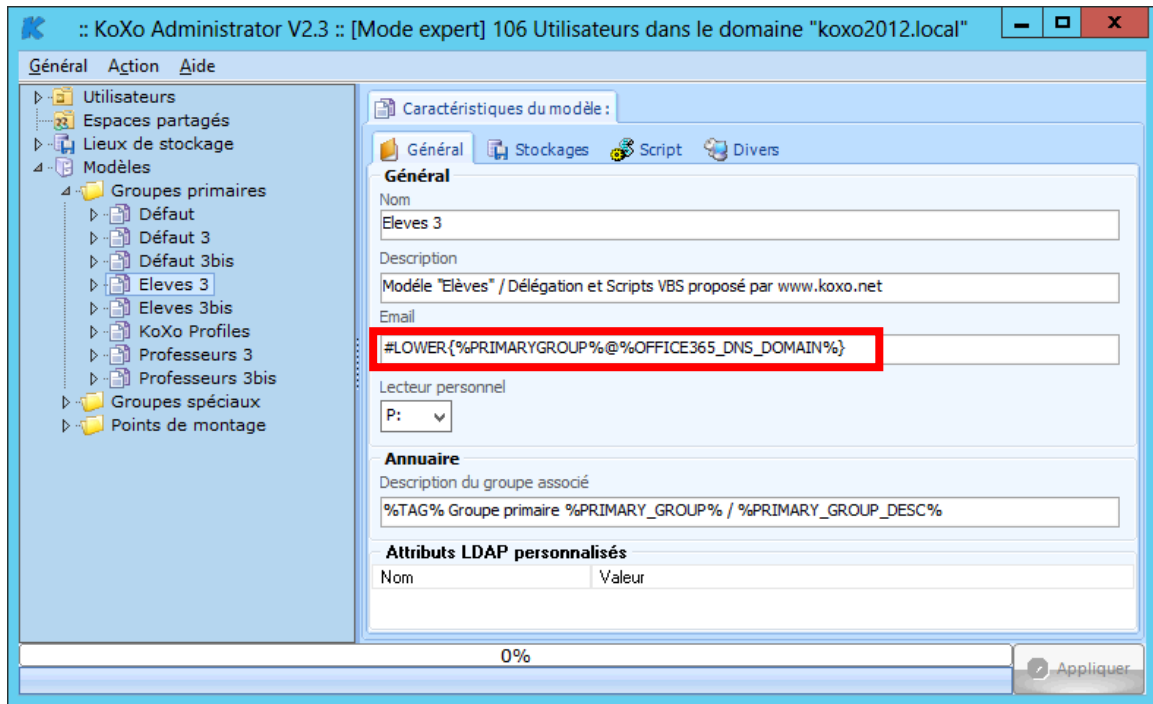 :: KoXo Administrator V2.3 :: [Mode expert] 106 Utilisateurs dans le domaine "koxo2012.local"
Général Action Aide
Utilisateurs
Espaces partagés
Lieux de stockage
Modèles
Groupes primaires
Défaut
Défaut 3
Défaut 3bis
Eleves 3
Eleves 3bis
KoXo Profiles
Professeurs 3
Professeurs 3bis
Groupes spéciaux
Points de montage
Caractéristiques du modèle :
Général Stockages Script Divers
Général
Nom
Eleves 3
Description
Modéle "Elèves" / Délégation et Scripts VBS proposé par www.koxo.net
Email
#LOWER{%PRIMARYGROUP%@%OFFICE365_DNS_DOMAIN%}
Lecteur personnel
P:
Annuaire
Description du groupe associé
%TAG% Groupe primaire %PRIMARY_GROUP% / %PRIMARY_GROUP_DESC%
Attributs LDAP personnalisés
Nom Valeur
0%
Appliquer